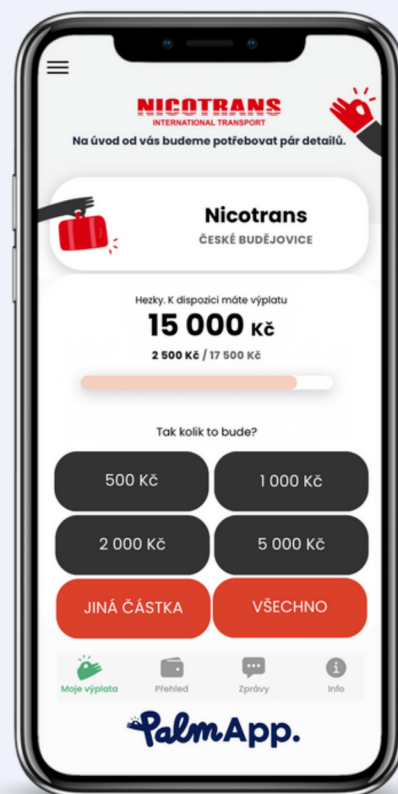 NICOTRANS
INTERNATIONAL TRANSPORT
Na úvod od vás budeme potřebovat pár detailů.
Nicotrans
ČESKÉ BUDĚJOVICE
Hezky. K dispozici máte výplatu
15 000 Kč
2 500 Kč / 17 500 Kč
Tak kolik to bude?
500 Kč
1 000 Kč
2 000 Kč
5 000 Kč
JINÁ ČÁSTKA
VŠECHNO
Moje výplata
Přehled
Zprávy
Info
PalmApp.